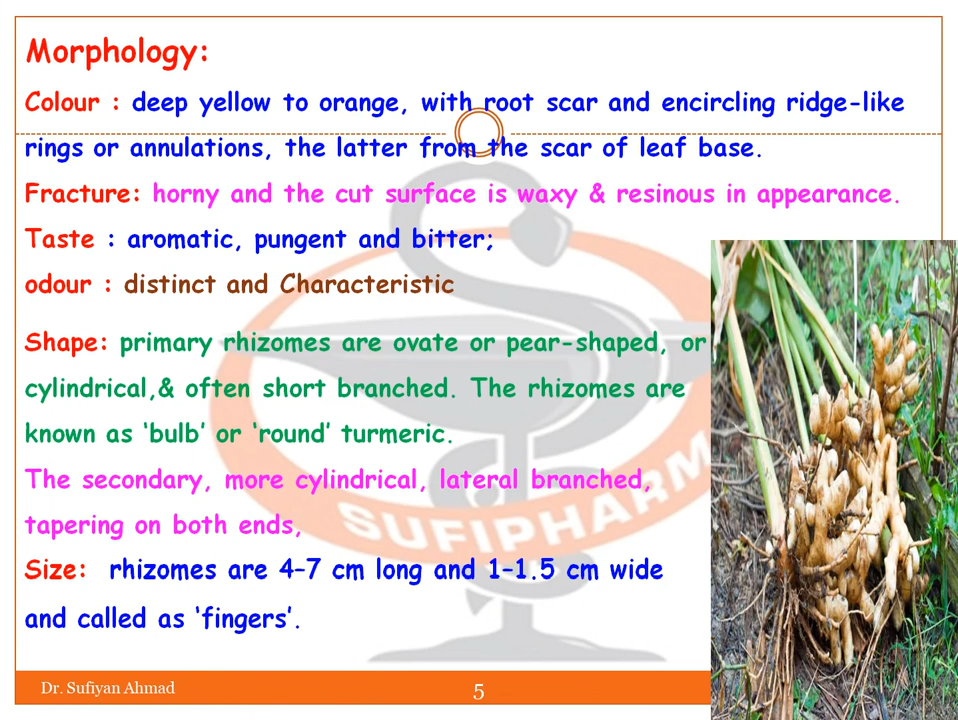 Morphology:
Colour : deep yellow to orange, with root scar and encircling ridge-like
rings or annulations, the latter from the scar of leaf base.
Fracture: horny and the cut surface is waxy & resinous in appearance.
Taste : aromatic, pungent and bitter;
odour : distinct and Characteristic
Shape: primary rhizomes are ovate or pear-shaped, or
cylindrical,& often short branched. The rhizomes are
known as ‘bulb’ or ‘round’ turmeric.
The secondary, more cylindrical, lateral branched,
tapering on both ends,
Size: rhizomes are 4–7 cm long and 1–1.5 cm wide
and called as ‘fingers’.
SUFIPHARM
Dr. Sufiyan Ahmad
5